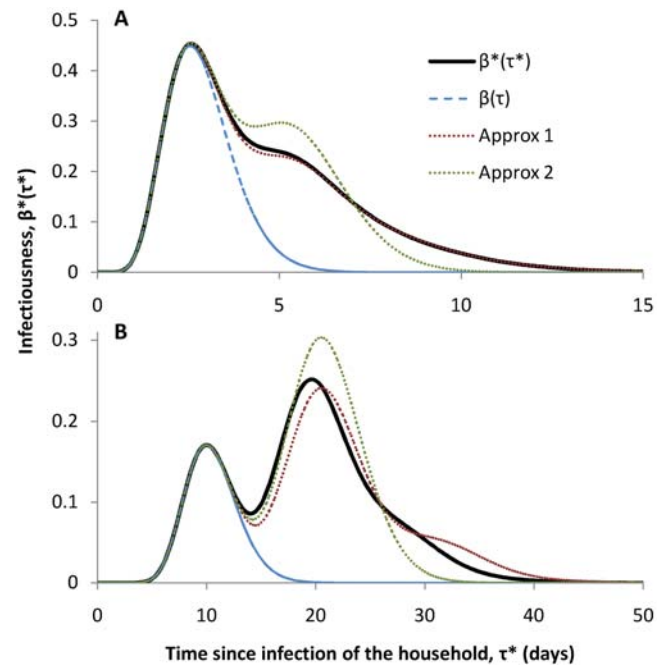 A
0.5
0.4
0.3
0.2
0.1
0
0
5
10
15
β*(τ*)
β(τ)
Approx 1
Approx 2
Infectiousness, β*(τ*)
B
0.3
0.2
0.1
0
0
10
20
30
40
50
Time since infection of the household, τ* (days)